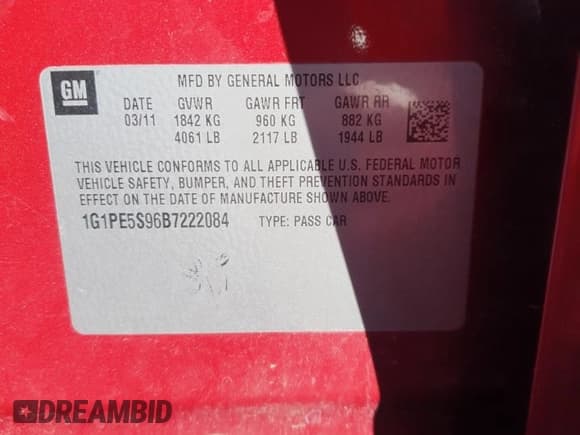 GM
MFD BY GENERAL MOTORS LLC
DATE GVWR GAWR FRT GAWR RR
03/11 1842 KG 960 KG 882 KG
4061 LB 2117 LB 1944 LB
THIS VEHICLE CONFORMS TO ALL APPLICABLE U.S. FEDERAL MOTOR
VEHICLE SAFETY, BUMPER, AND THEFT PREVENTION STANDARDS IN
EFFECT ON THE DATE OF MANUFACTURE SHOWN ABOVE.
1G1PE5S96B7222084 TYPE: PASS CAR
DREAMBID